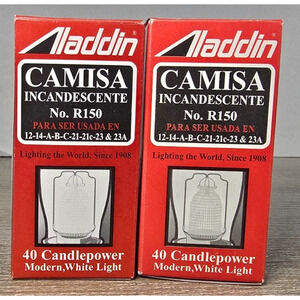 Aladdin
CAMISA
INCANDESCENTE
No. R150
PARA SER USADA EN
12-14-A-B-C-21-21c-23 & 23A
Lighting the World, Since 1908
40 Candlepower
Modern,White Light
Aladdin
CAMISA
INCANDESCENTE
No. R150
PARA SER USADA EN
12-14-A-B-C-21-21c-23 & 23A
Lighting the World, Since 1908
40 Candlepower
Modern,White Light